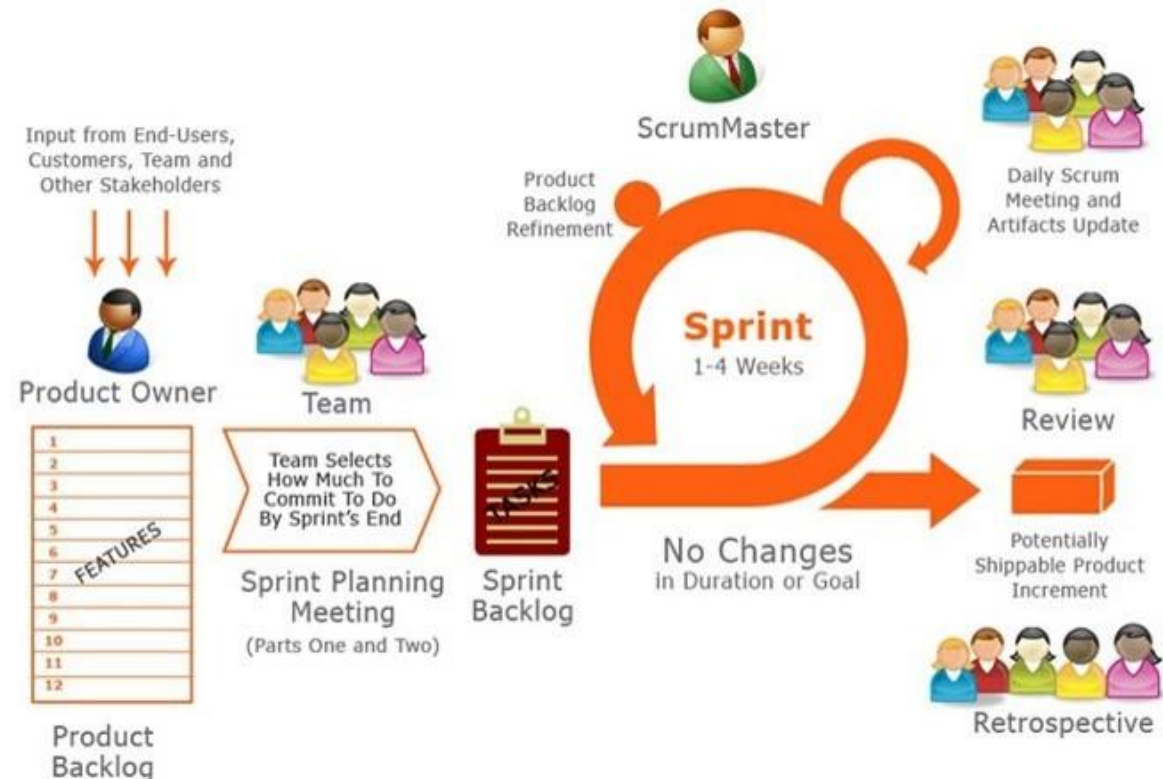 Input from End-Users,
Customers, Team and
Other Stakeholders
Product Owner
1
2
3
4
5
6
7
8
9
10
11
12
FEATURES
Product
Backlog
Team
Team Selects
How Much To
Commit To Do
By Sprint's End
Sprint Planning
Meeting
(Parts One and Two)
TASKS
Sprint
Backlog
ScrumMaster
Product
Backlog
Refinement
Sprint
1-4 Weeks
No Changes
in Duration or Goal
Daily Scrum
Meeting and
Artifacts Update
Review
Potentially
Shippable Product
Increment
Retrospective